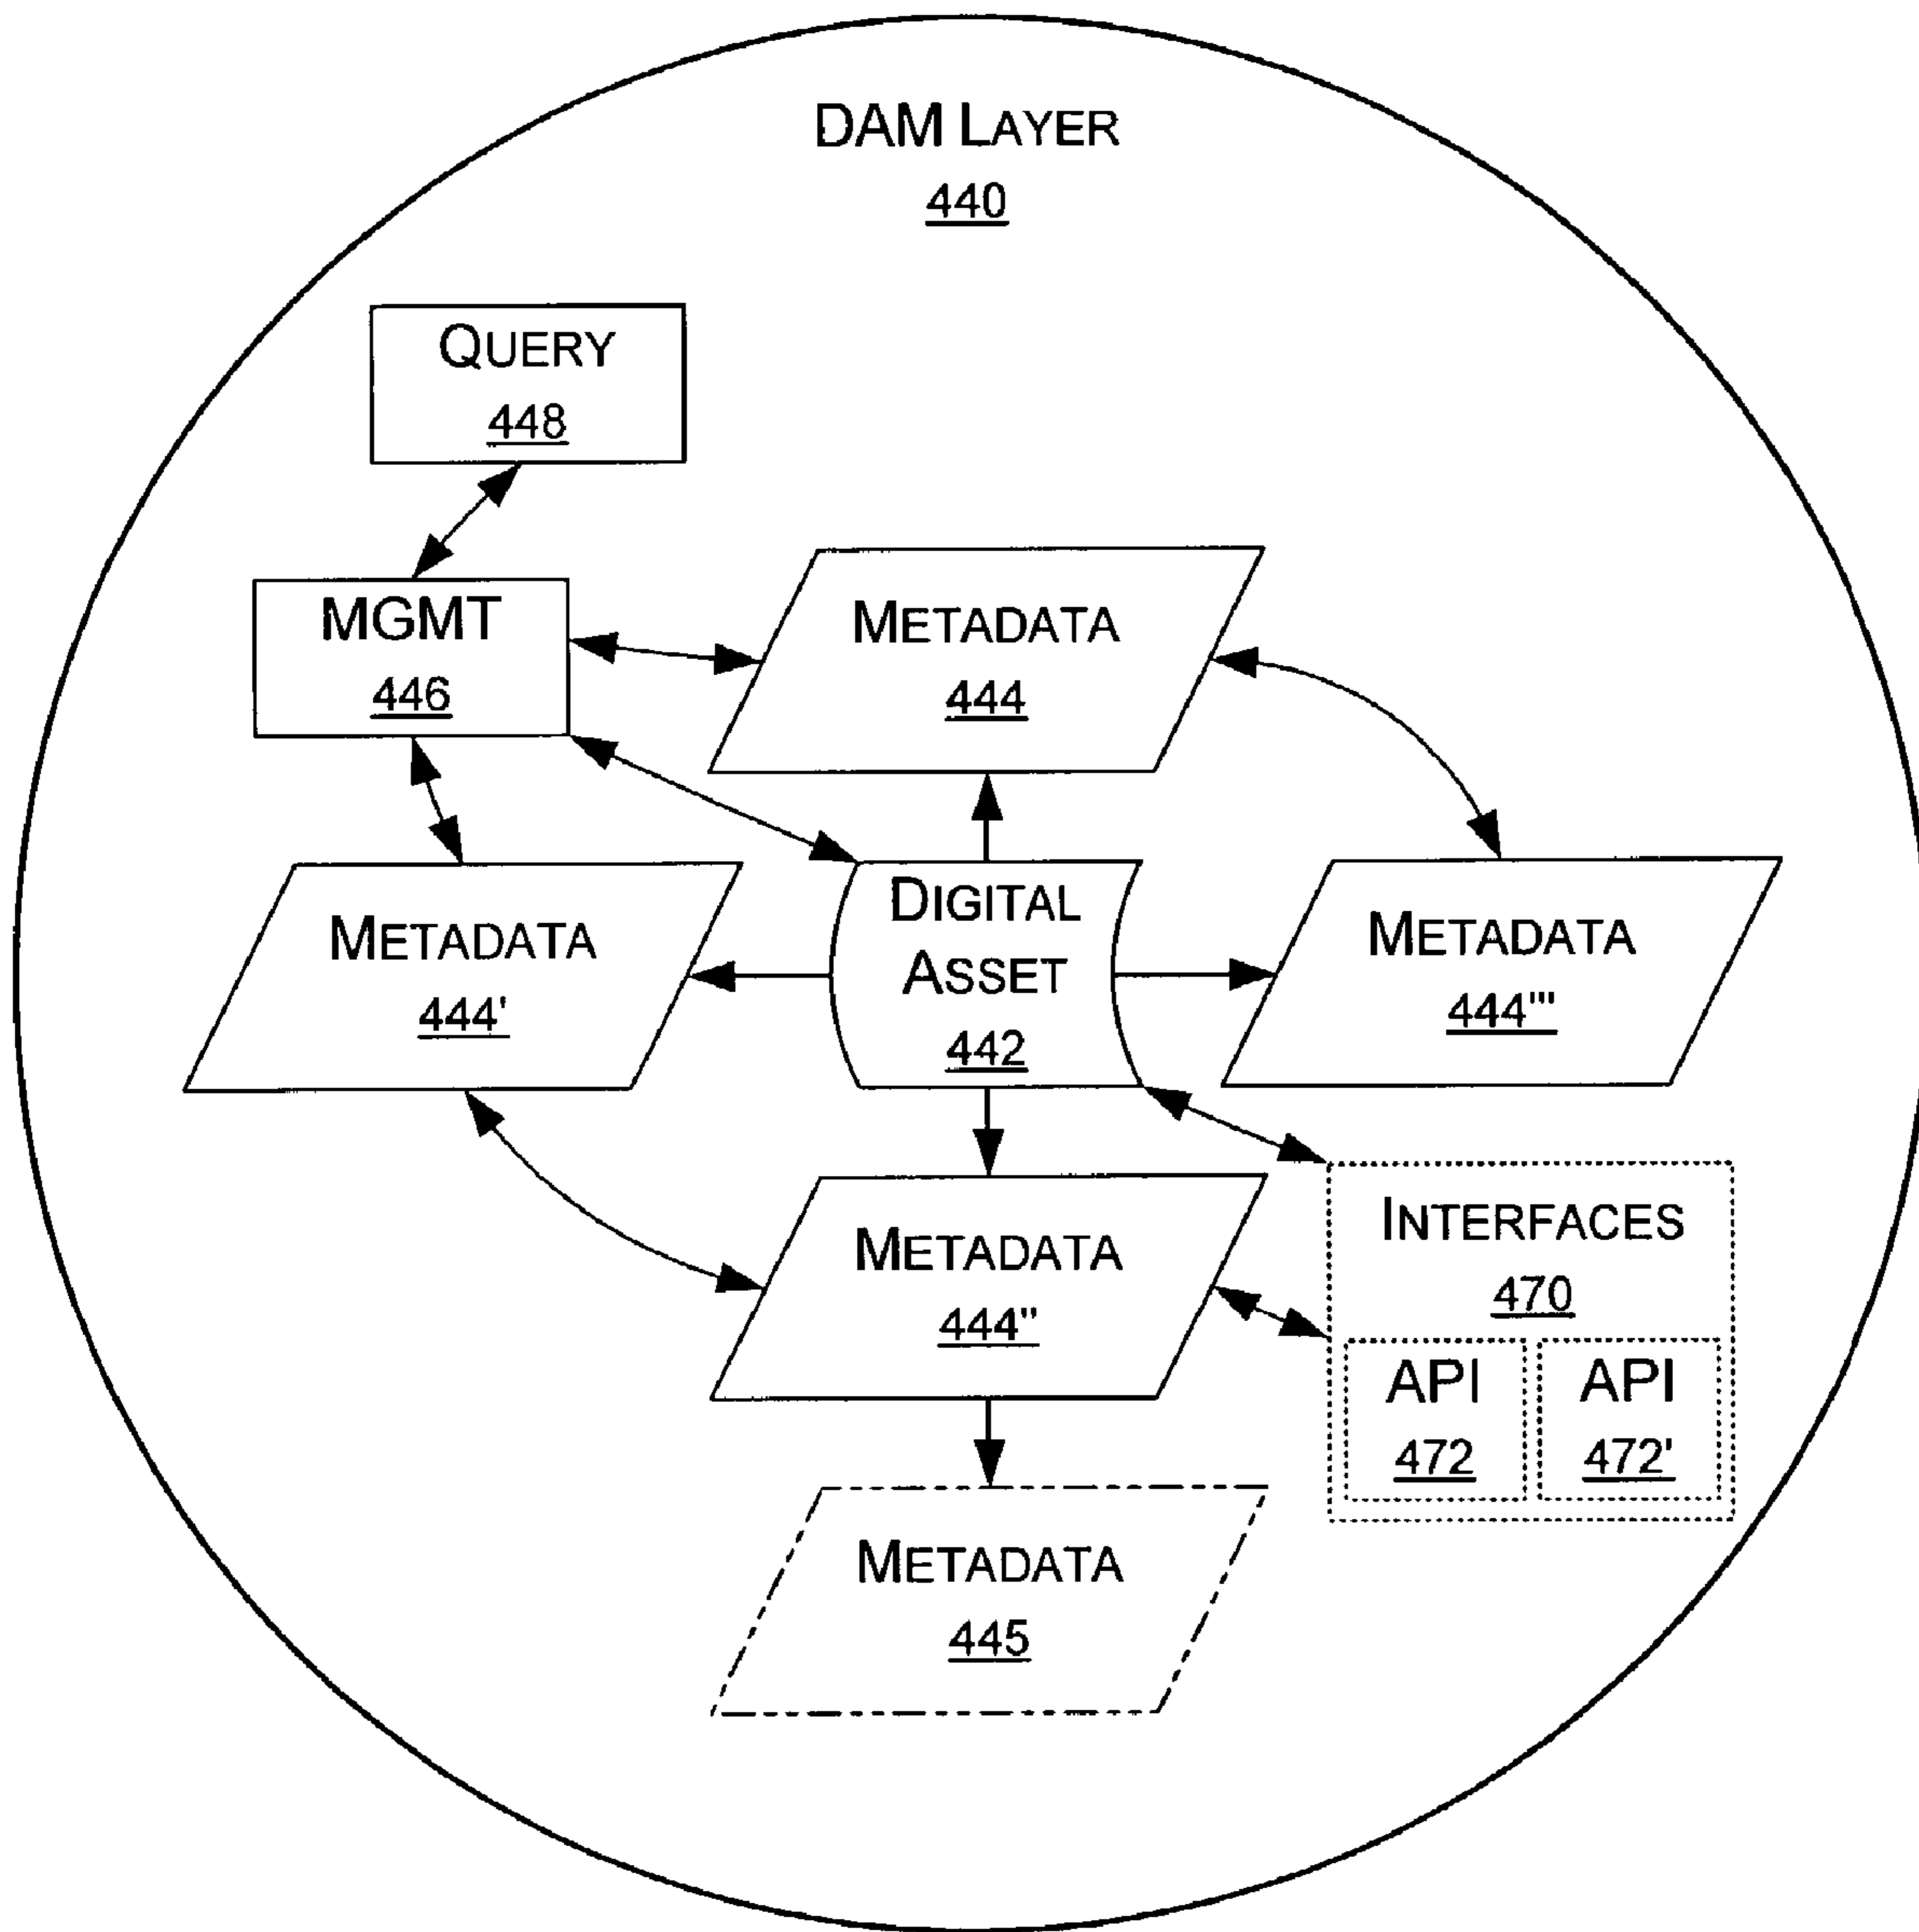 DAM LAYER
440
QUERY
448
MGMT
446
METADATA
444
METADATA
444'
DIGITAL
ASSET
442
METADATA
444'''
METADATA
444''
INTERFACES
470
API
472
API
472'
METADATA
445